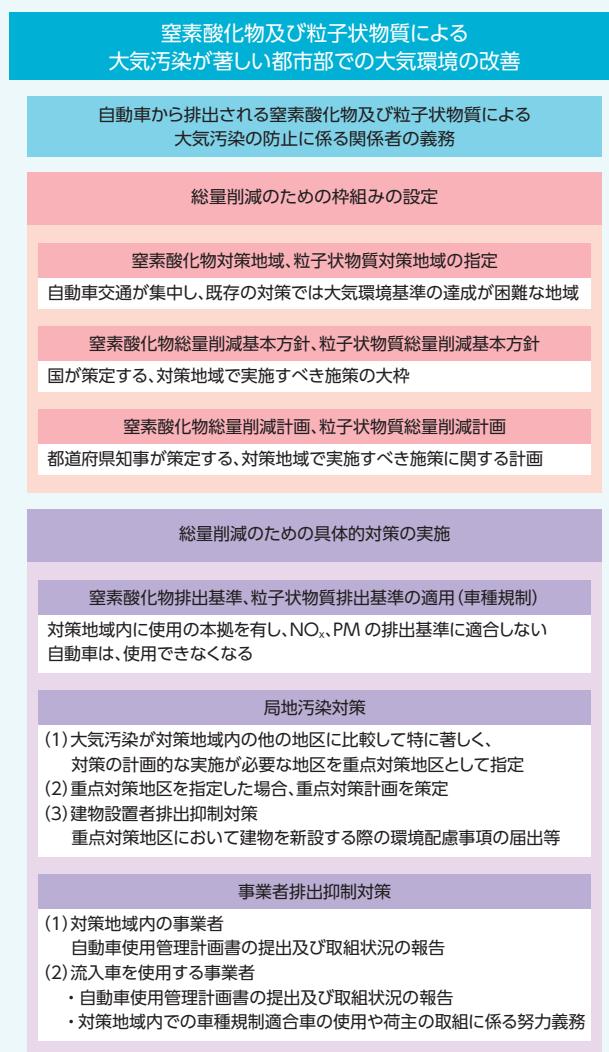 窒素酸化物及び粒子状物質による
大気汚染が著しい都市部での大気環境の改善
自動車から排出される窒素酸化物及び粒子状物質による
大気汚染の防止に係る関係者の義務
総量削減のための枠組みの設定
窒素酸化物対策地域、粒子状物質対策地域の指定
自動車交通が集中し、既存の対策では大気環境基準の達成が困難な地域
窒素酸化物総量削減基本方針、粒子状物質総量削減基本方針
国が策定する、対策地域で実施すべき施策の大枠
窒素酸化物総量削減計画、粒子状物質総量削減計画
都道府県知事が策定する、対策地域で実施すべき施策に関する計画
総量削減のための具体的対策の実施
窒素酸化物排出基準、粒子状物質排出基準の適用（車種規制）
対策地域内に使用の本拠を有し、NOx、PM の排出基準に適合しない
自動車は、使用できなくなる
局地汚染対策
(1)大気汚染が対策地域内の他の地区に比較して特に著しく、
対策の計画的な実施が必要な地区を重点対策地区として指定
(2)重点対策地区を指定した場合、重点対策計画を策定
(3)建物設置者排出抑制対策
重点対策地区において建物を新設する際の環境配慮事項の届出等
事業者排出抑制対策
(1)対策地域内の事業者
自動車使用管理計画書の提出及び取組状況の報告
(2)流入車を使用する事業者
・自動車使用管理計画書の提出及び取組状況の報告
・対策地域内での車種規制適合車の使用や荷主の取組に係る努力義務